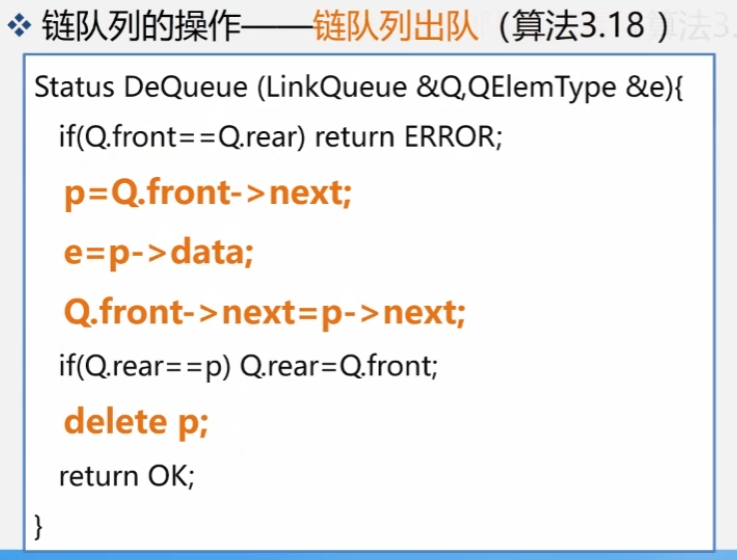 ❖ 链队列的操作——链队列出队（算法3.18 ）
Status DeQueue (LinkQueue &Q,QElemType &e){
if(Q.front==Q.rear) return ERROR;
p=Q.front->next;
e=p->data;
Q.front->next=p->next;
if(Q.rear==p) Q.rear=Q.front;
delete p;
return OK;
}